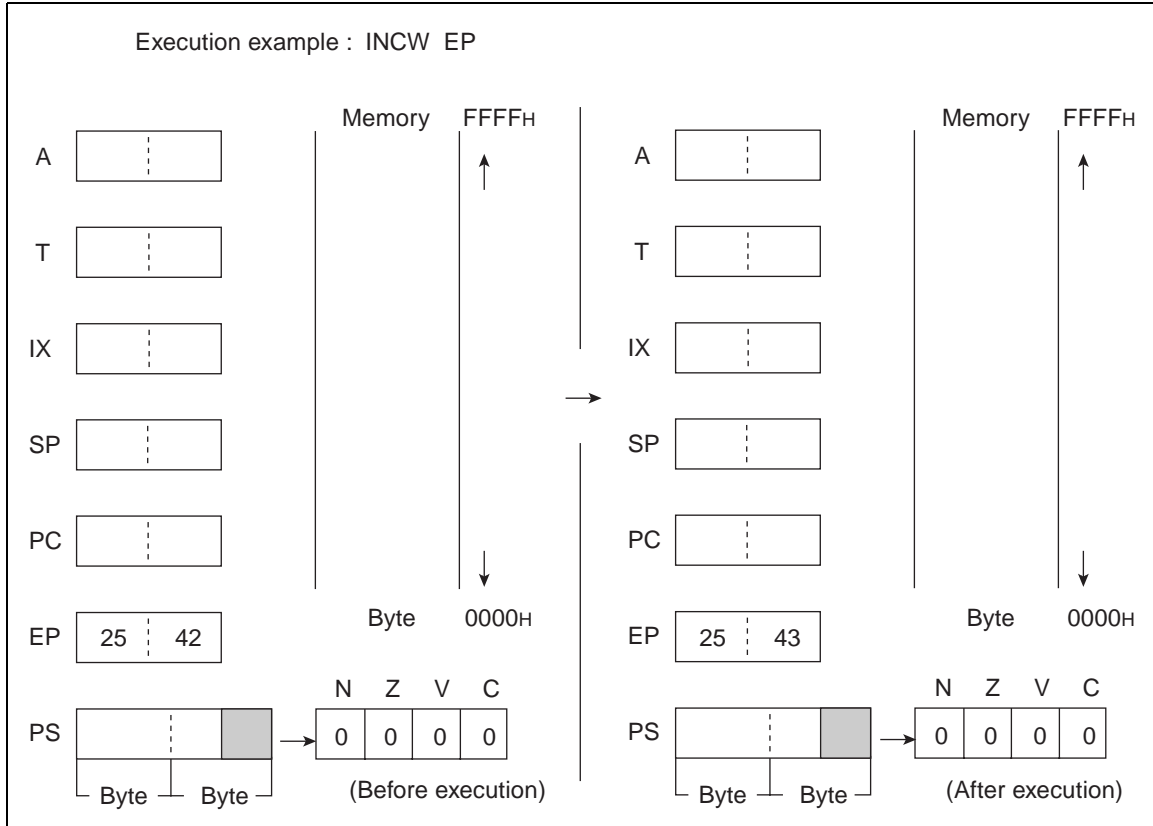 Execution example : INCW EP
Memory FFFFH
A
T
IX
SP
PC
Byte 0000H
EP 25 42
N Z V C
PS 0 0 0 0
Byte Byte (Before execution)
Memory FFFFH
A
T
IX
SP
PC
Byte 0000H
EP 25 43
N Z V C
PS 0 0 0 0
Byte Byte (After execution)